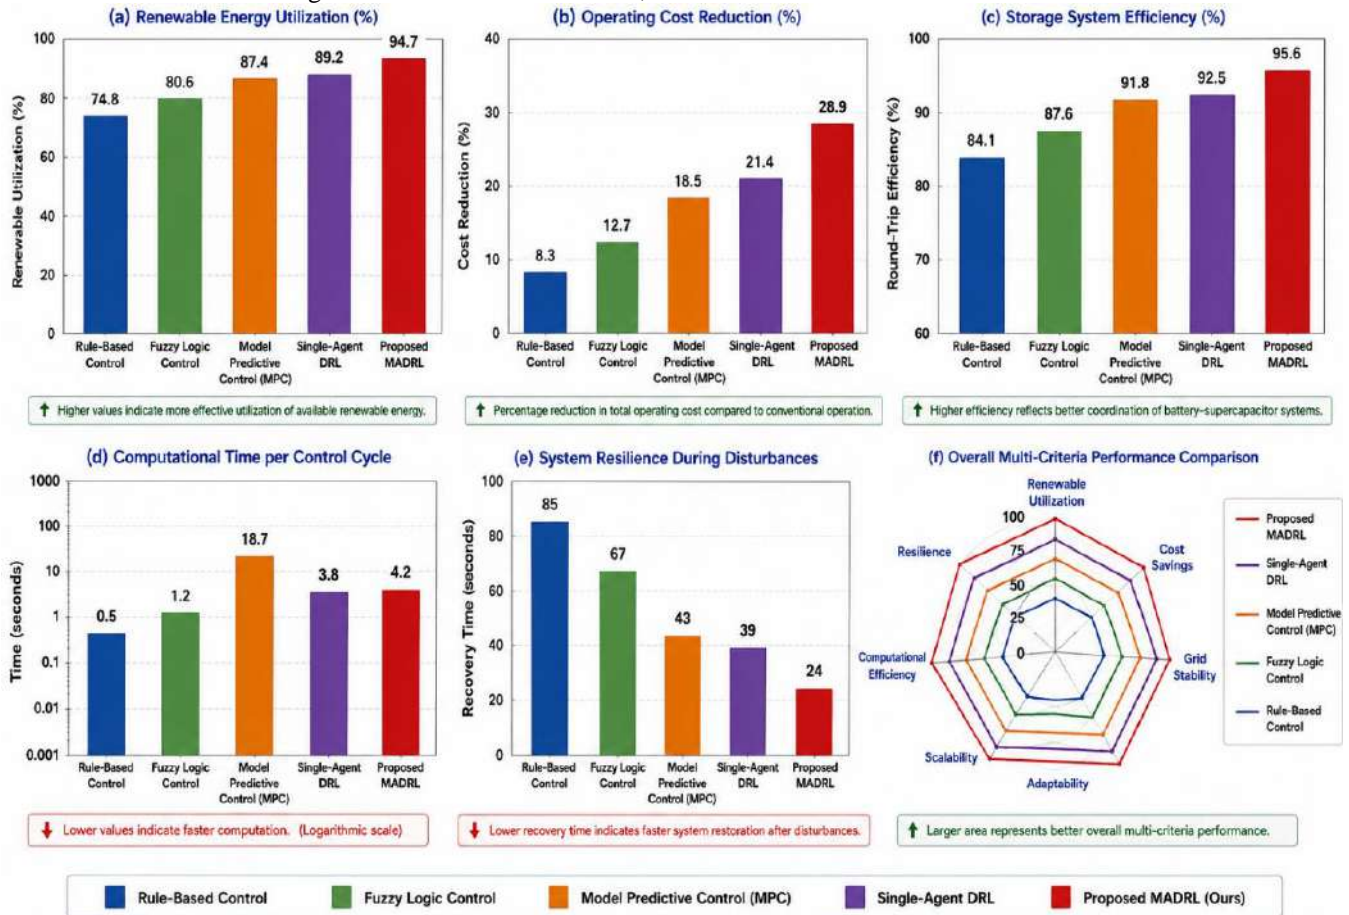 (a) Renewable Energy Utilization (%)
Renewable Utilization (%)
100
80
60
40
20
0
74.8
80.6
87.4
89.2
94.7
Rule-Based
Control
Fuzzy Logic
Control
Model
Predictive
Control (MPC)
Single-Agent
DRL
Proposed
MADRL
↑ Higher values indicate more effective utilization of available renewable energy.
(b) Operating Cost Reduction (%)
Cost Reduction (%)
40
30
20
10
0
8.3
12.7
18.5
21.4
28.9
Rule-Based
Control
Fuzzy Logic
Control
Model
Predictive
Control (MPC)
Single-Agent
DRL
Proposed
MADRL
↑ Percentage reduction in total operating cost compared to conventional operation.
(c) Storage System Efficiency (%)
Round-Trip Efficiency (%)
100
90
80
70
60
84.1
87.6
91.8
92.5
95.6
Rule-Based
Control
Fuzzy Logic
Control
Model
Predictive
Control (MPC)
Single-Agent
DRL
Proposed
MADRL
↑ Higher efficiency reflects better coordination of battery–supercapacitor systems.
(d) Computational Time per Control Cycle
Time (seconds)
1000
100
10
1
0.1
0.01
0.001
0.5
1.2
18.7
3.8
4.2
Rule-Based
Control
Fuzzy Logic
Control
Model
Predictive
Control (MPC)
Single-Agent
DRL
Proposed
MADRL
↓ Lower values indicate faster computation. (Logarithmic scale)
(e) System Resilience During Disturbances
Recovery Time (seconds)
100
80
60
40
20
0
85
67
43
39
24
Rule-Based
Control
Fuzzy Logic
Control
Model
Predictive
Control (MPC)
Single-Agent
DRL
Proposed
MADRL
↓ Lower recovery time indicates faster system restoration after disturbances.
(f) Overall Multi-Criteria Performance Comparison
Renewable
Utilization
Cost
Savings
Grid
Stability
Adaptability
Scalability
Computational
Efficiency
Resilience
100
75
50
25
0
Proposed
MADRL
Single-Agent
DRL
Model Predictive
Control (MPC)
Fuzzy Logic
Control
Rule-Based
Control
↑ Larger area represents better overall multi-criteria performance.
Rule-Based Control
Fuzzy Logic Control
Model Predictive Control (MPC)
Single-Agent DRL
Proposed MADRL (Ours)